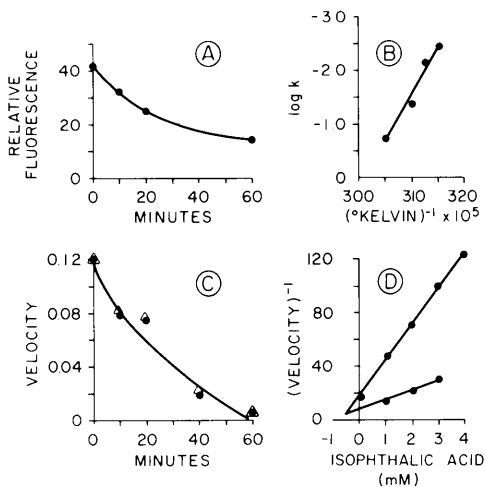 A
RELATIVE
FLUORESCENCE
40
20
0
0 20 40 60
MINUTES
B
log k
-3.0
-2.0
-1.0
0
300 310 320
(°KELVIN)⁻¹ x 10⁵
C
VELOCITY
0.12
0.08
0.04
0
0 20 40 60
MINUTES
D
(VELOCITY)⁻¹
120
80
40
0
-1 0 1 2 3 4
ISOPHTHALIC ACID
(mM)